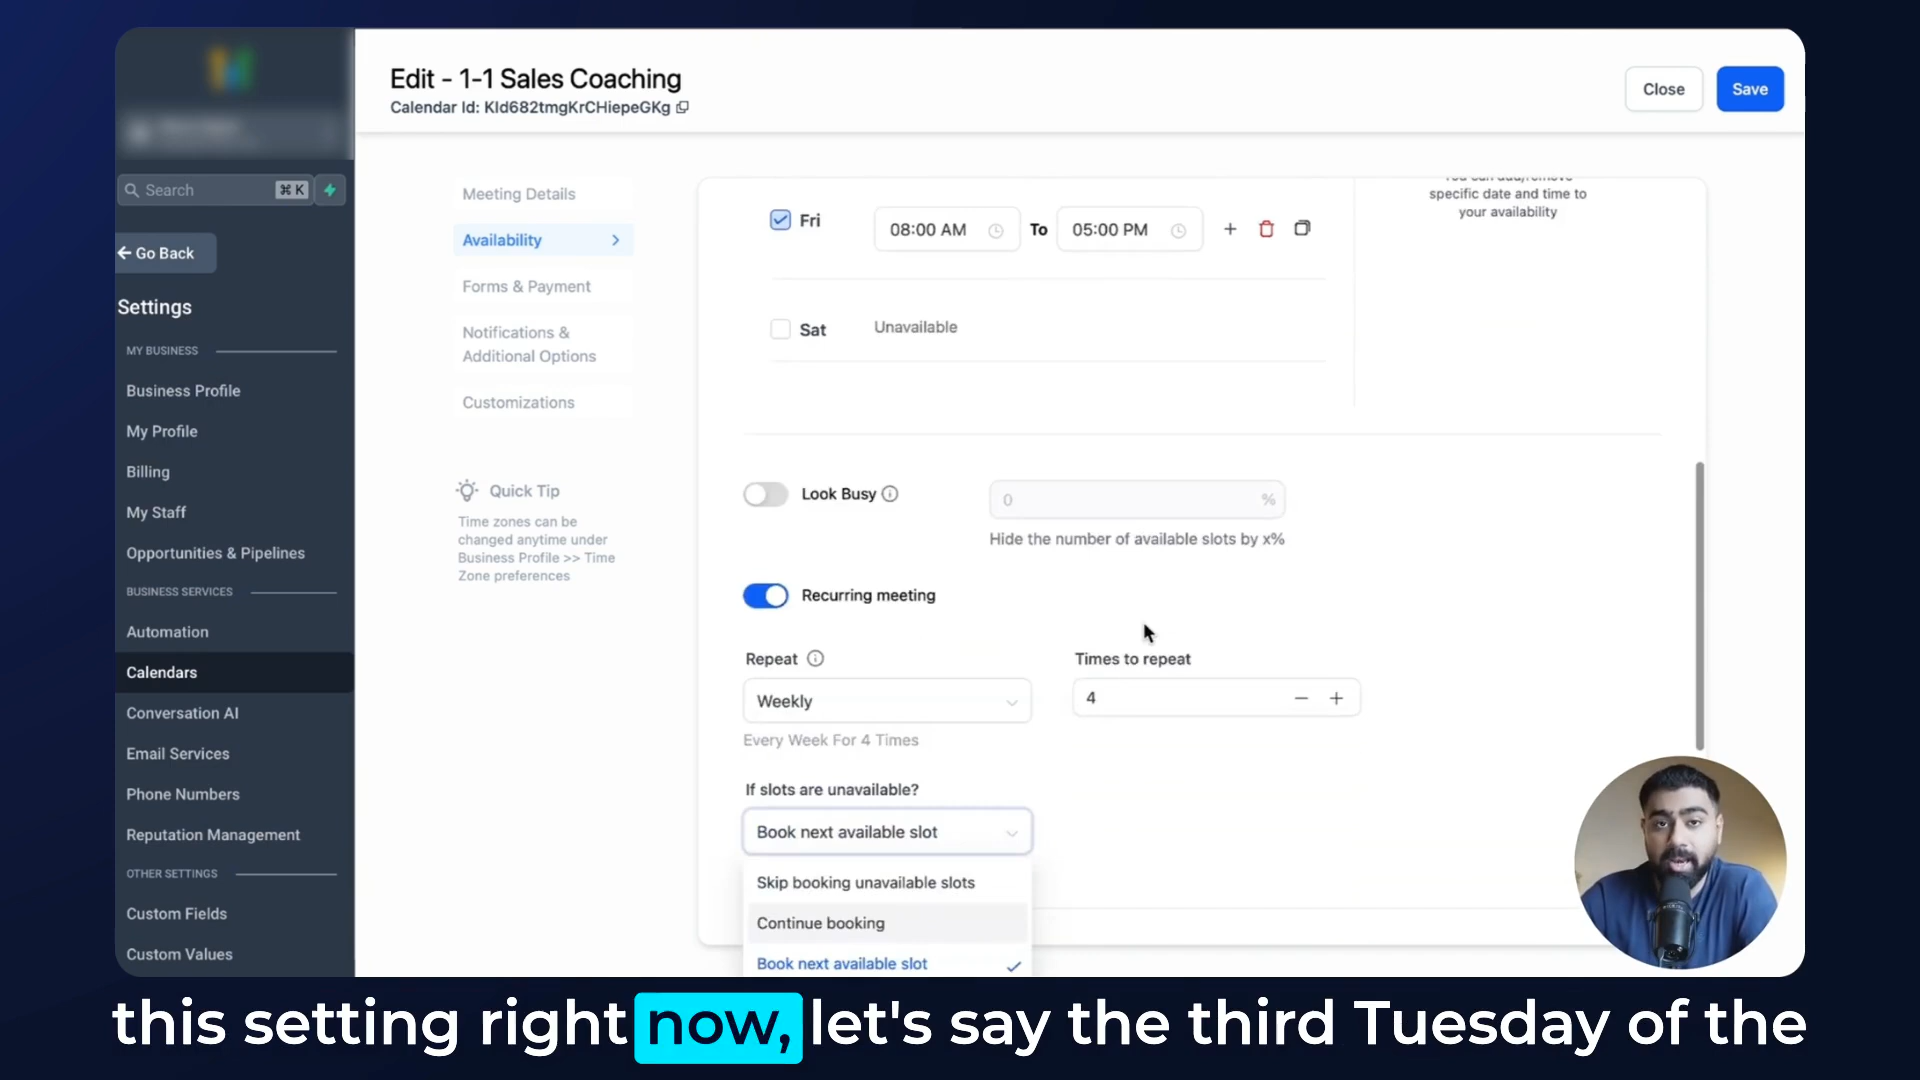 Edit - 1-1 Sales Coaching
Calendar Id: KId682tmgKrCHiepeGKg
Close
Save
Search
⌘ K
Go Back
Settings
MY BUSINESS
Business Profile
My Profile
Billing
My Staff
Opportunities & Pipelines
BUSINESS SERVICES
Automation
Calendars
Conversation AI
Email Services
Phone Numbers
Reputation Management
OTHER SETTINGS
Custom Fields
Custom Values
Meeting Details
Availability
Forms & Payment
Notifications &
Additional Options
Customizations
Quick Tip
Time zones can be
changed anytime under
Business Profile >> Time
Zone preferences
Fri
08:00 AM
To
05:00 PM
Sat
Unavailable
You can add/remove
specific date and time to
your availability
Look Busy
0
%
Hide the number of available slots by x%
Recurring meeting
Repeat
Times to repeat
Weekly
4
Every Week For 4 Times
If slots are unavailable?
Book next available slot
Skip booking unavailable slots
Continue booking
Book next available slot
this setting right now, let's say the third Tuesday of the